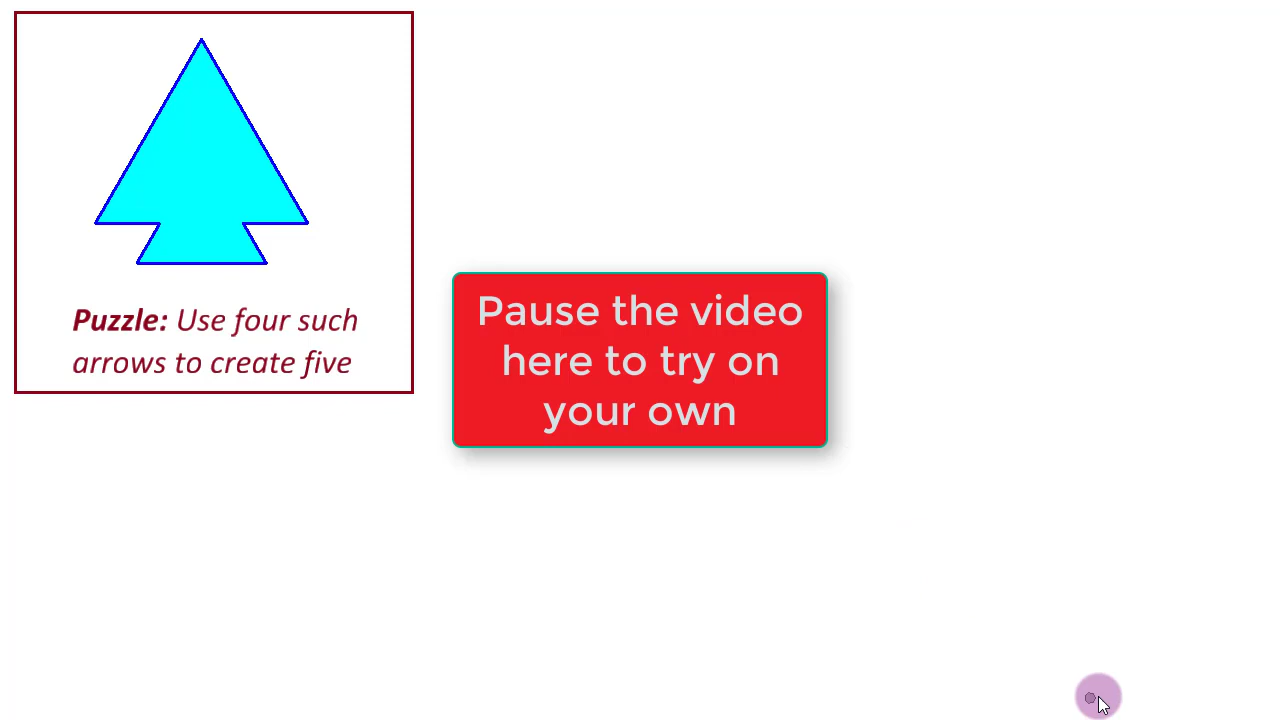 Puzzle: Use four such
arrows to create five
Pause the video
here to try on
your own